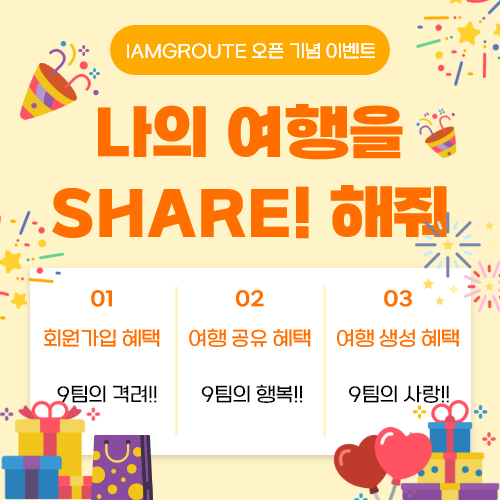 IAMGROUTE 오픈 기념 이벤트
나의 여행을
SHARE! 해줘
01
회원가입 혜택
9팀의 격려!!
02
여행 공유 혜택
9팀의 행복!!
03
여행 생성 혜택
9팀의 사랑!!